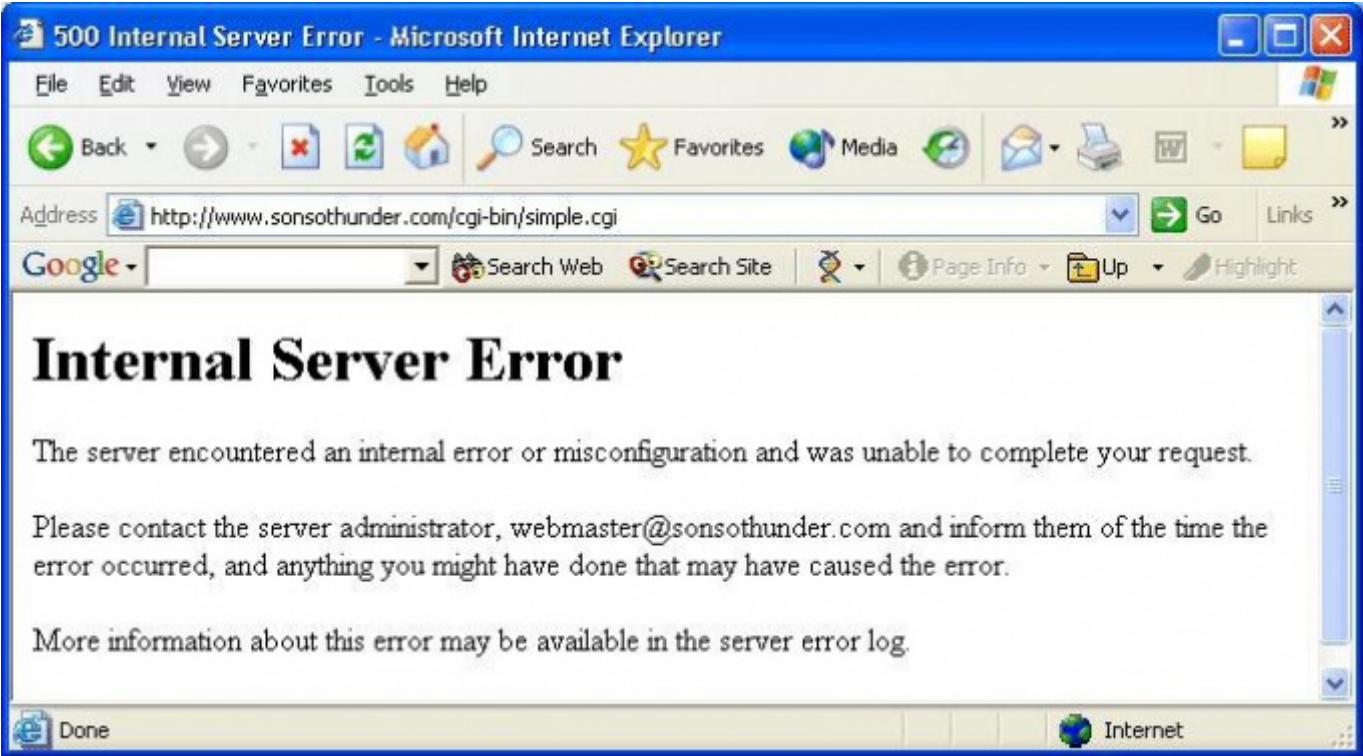 500 Internal Server Error - Microsoft Internet Explorer
File Edit View Favorites Tools Help
Back Search Favorites Media W »
Address http://www.sonsothunder.com/cgi-bin/simple.cgi Go Links »
Google Search Web Search Site Page Info Up Highlight
Internal Server Error
The server encountered an internal error or misconfiguration and was unable to complete your request.
Please contact the server administrator, webmaster@sonsothunder.com and inform them of the time the
error occurred, and anything you might have done that may have caused the error.
More information about this error may be available in the server error log.
Done Internet